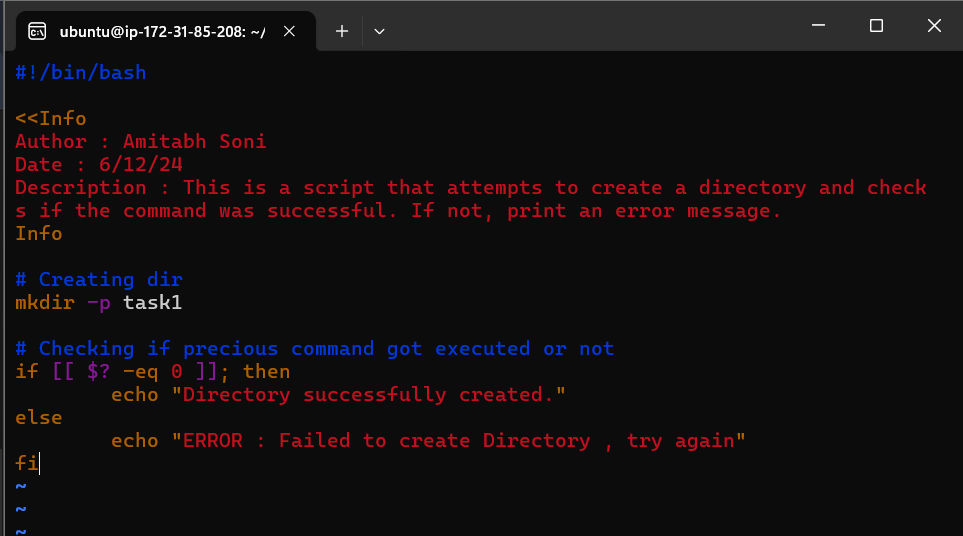 ubuntu@ip-172-31-85-208: ~/
#!/bin/bash
<<Info
Author : Amitabh Soni
Date : 6/12/24
Description : This is a script that attempts to create a directory and check
s if the command was successful. If not, print an error message.
Info
# Creating dir
mkdir -p task1
# Checking if precious command got executed or not
if [[ $? -eq 0 ]]; then
        echo "Directory successfully created."
else
        echo "ERROR : Failed to create Directory , try again"
fi
~
~
~